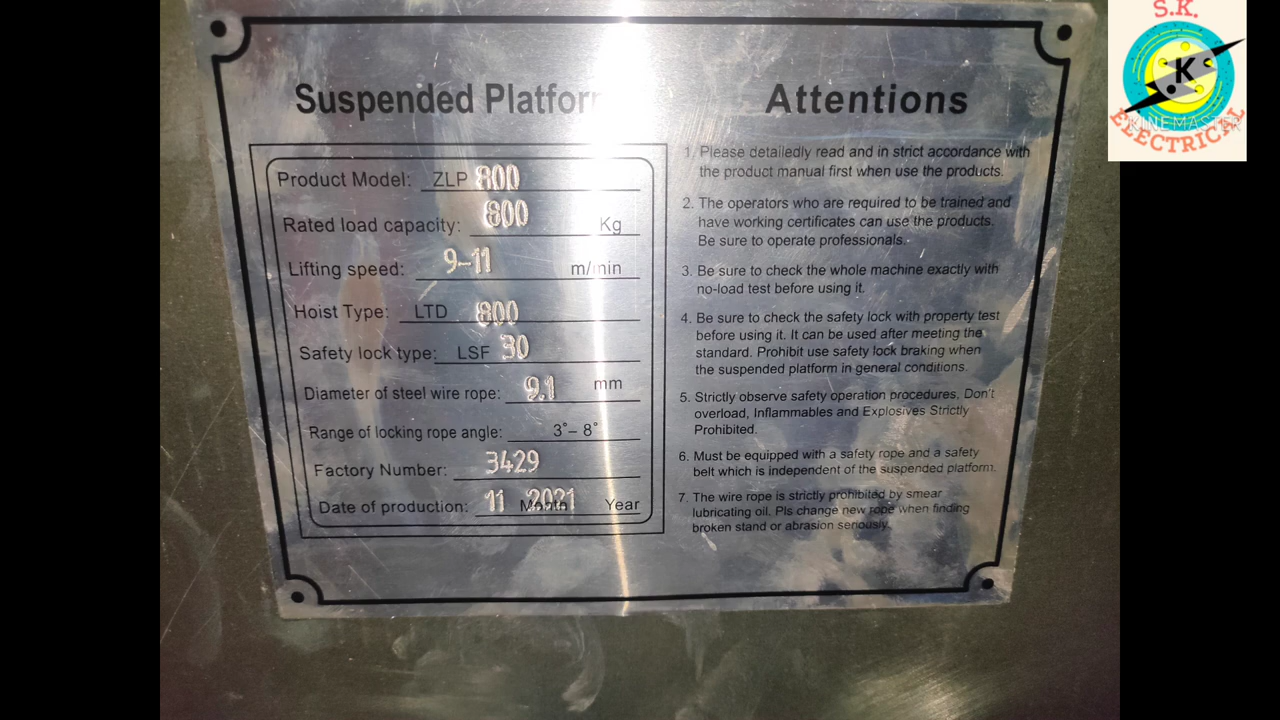 Suspended Platfor
Product Model: ZLP 800
Rated load capacity: 800 Kg
Lifting speed: 9-11 m/min
Hoist Type: LTD 800
Safety lock type: LSF 30
Diameter of steel wire rope: 9.1 mm
Range of locking rope angle: 3°– 8°
Factory Number: 3429
Date of production: 11 Month 2021 Year
Attentions
1. Please detailedly read and in strict accordance with
the product manual first when use the products.
2. The operators who are required to be trained and
have working certificates can use the products.
Be sure to operate professionals.
3. Be sure to check the whole machine exactly with
no-load test before using it.
4. Be sure to check the safety lock with property test
before using it. It can be used after meeting the
standard. Prohibit use safety lock braking when
the suspended platform in general conditions.
5. Strictly observe safety operation procedures. Don't
overload, Inflammables and Explosives Strictly
Prohibited.
6. Must be equipped with a safety rope and a safety
belt which is independent of the suspended platform.
7. The wire rope is strictly prohibited by smear
lubricating oil. Pls change new rope when finding
broken stand or abrasion seriously.
S.K.
K
KINEMASTER
ELECTRICAL